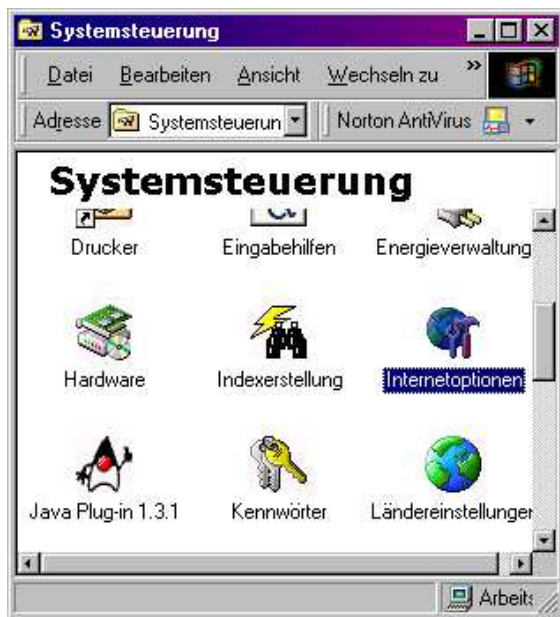 Systemsteuerung
Datei Bearbeiten Ansicht Wechseln zu »
Adresse Systemsteuerun Norton AntiVirus
Systemsteuerung
Drucker Eingabehilfen Energieverwaltung
Hardware Indexerstellung Internetoptionen
Java Plug-in 1.3.1 Kennwörter Ländereinstellunger
Arbeits